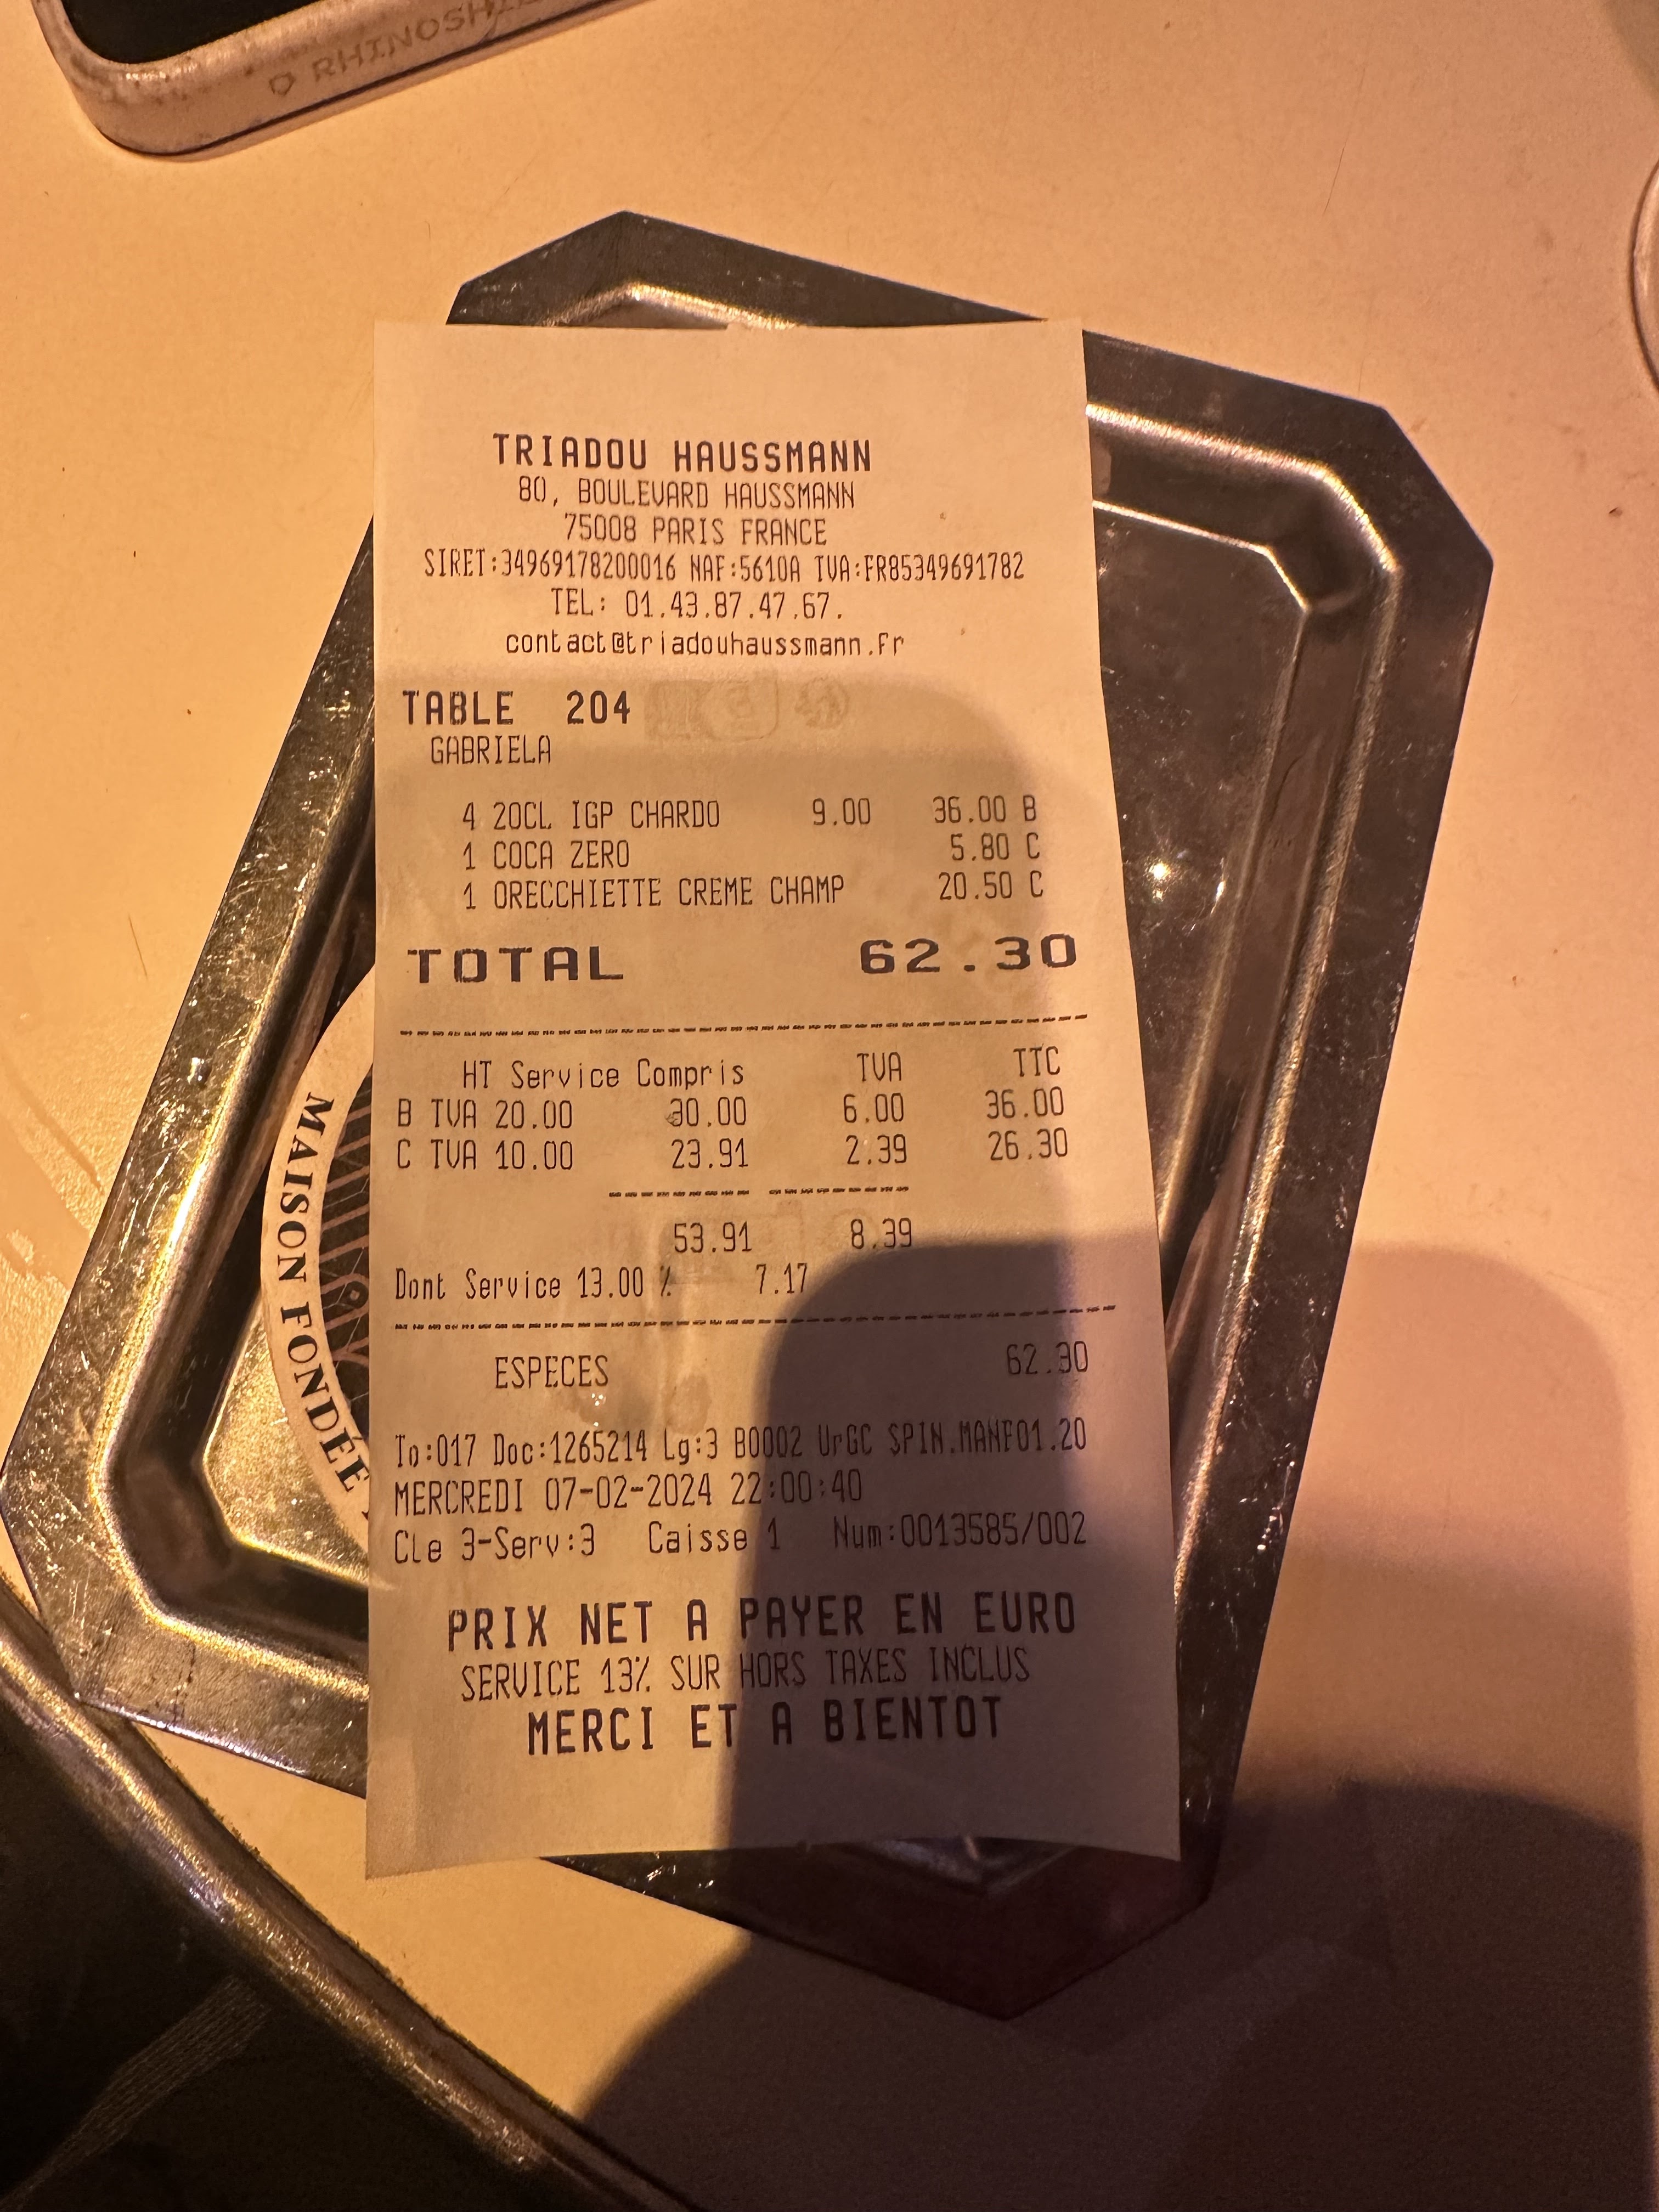 RHINOSH
TRIADOU HAUSSMANN
80, BOULEVARD HAUSSMANN
75008 PARIS FRANCE
SIRET:34969178200016 NAF:5610A TVA:FR85349691782
TEL: 01.43.87.47.67.
contact@triadouhaussmann.fr
TABLE 204
GABRIELA
4 20CL IGP CHARDO 9.00 36.00 B
1 COCA ZERO 5.80 C
1 ORECCHIETTE CREME CHAMP 20.50 C
TOTAL 62.30
HT Service Compris TVA TTC
B TVA 20.00 30.00 6.00 36.00
C TVA 10.00 23.91 2.39 26.30
53.91 8.39
Dont Service 13.00 % 7.17
ESPECES 62.30
To:017 Doc:1265214 Lg:3 B0002 UrGC SPIN.MANF01.20
MERCREDI 07-02-2024 22:00:40
Cle 3-Serv:3 Caisse 1 Num:0013585/002
PRIX NET A PAYER EN EURO
SERVICE 13% SUR HORS TAXES INCLUS
MERCI ET A BIENTOT
MAISON FONDÉE